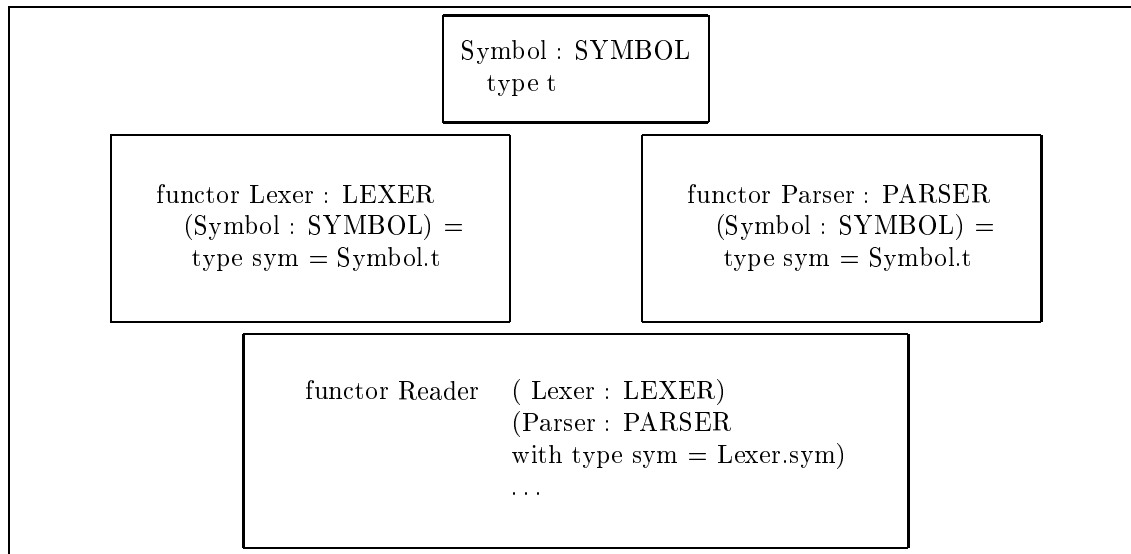 Symbol : SYMBOL
type t
functor Lexer : LEXER
(Symbol : SYMBOL) =
type sym = Symbol.t
functor Parser : PARSER
(Symbol : SYMBOL) =
type sym = Symbol.t
functor Reader ( Lexer : LEXER)
(Parser : PARSER
with type sym = Lexer.sym)
. . .